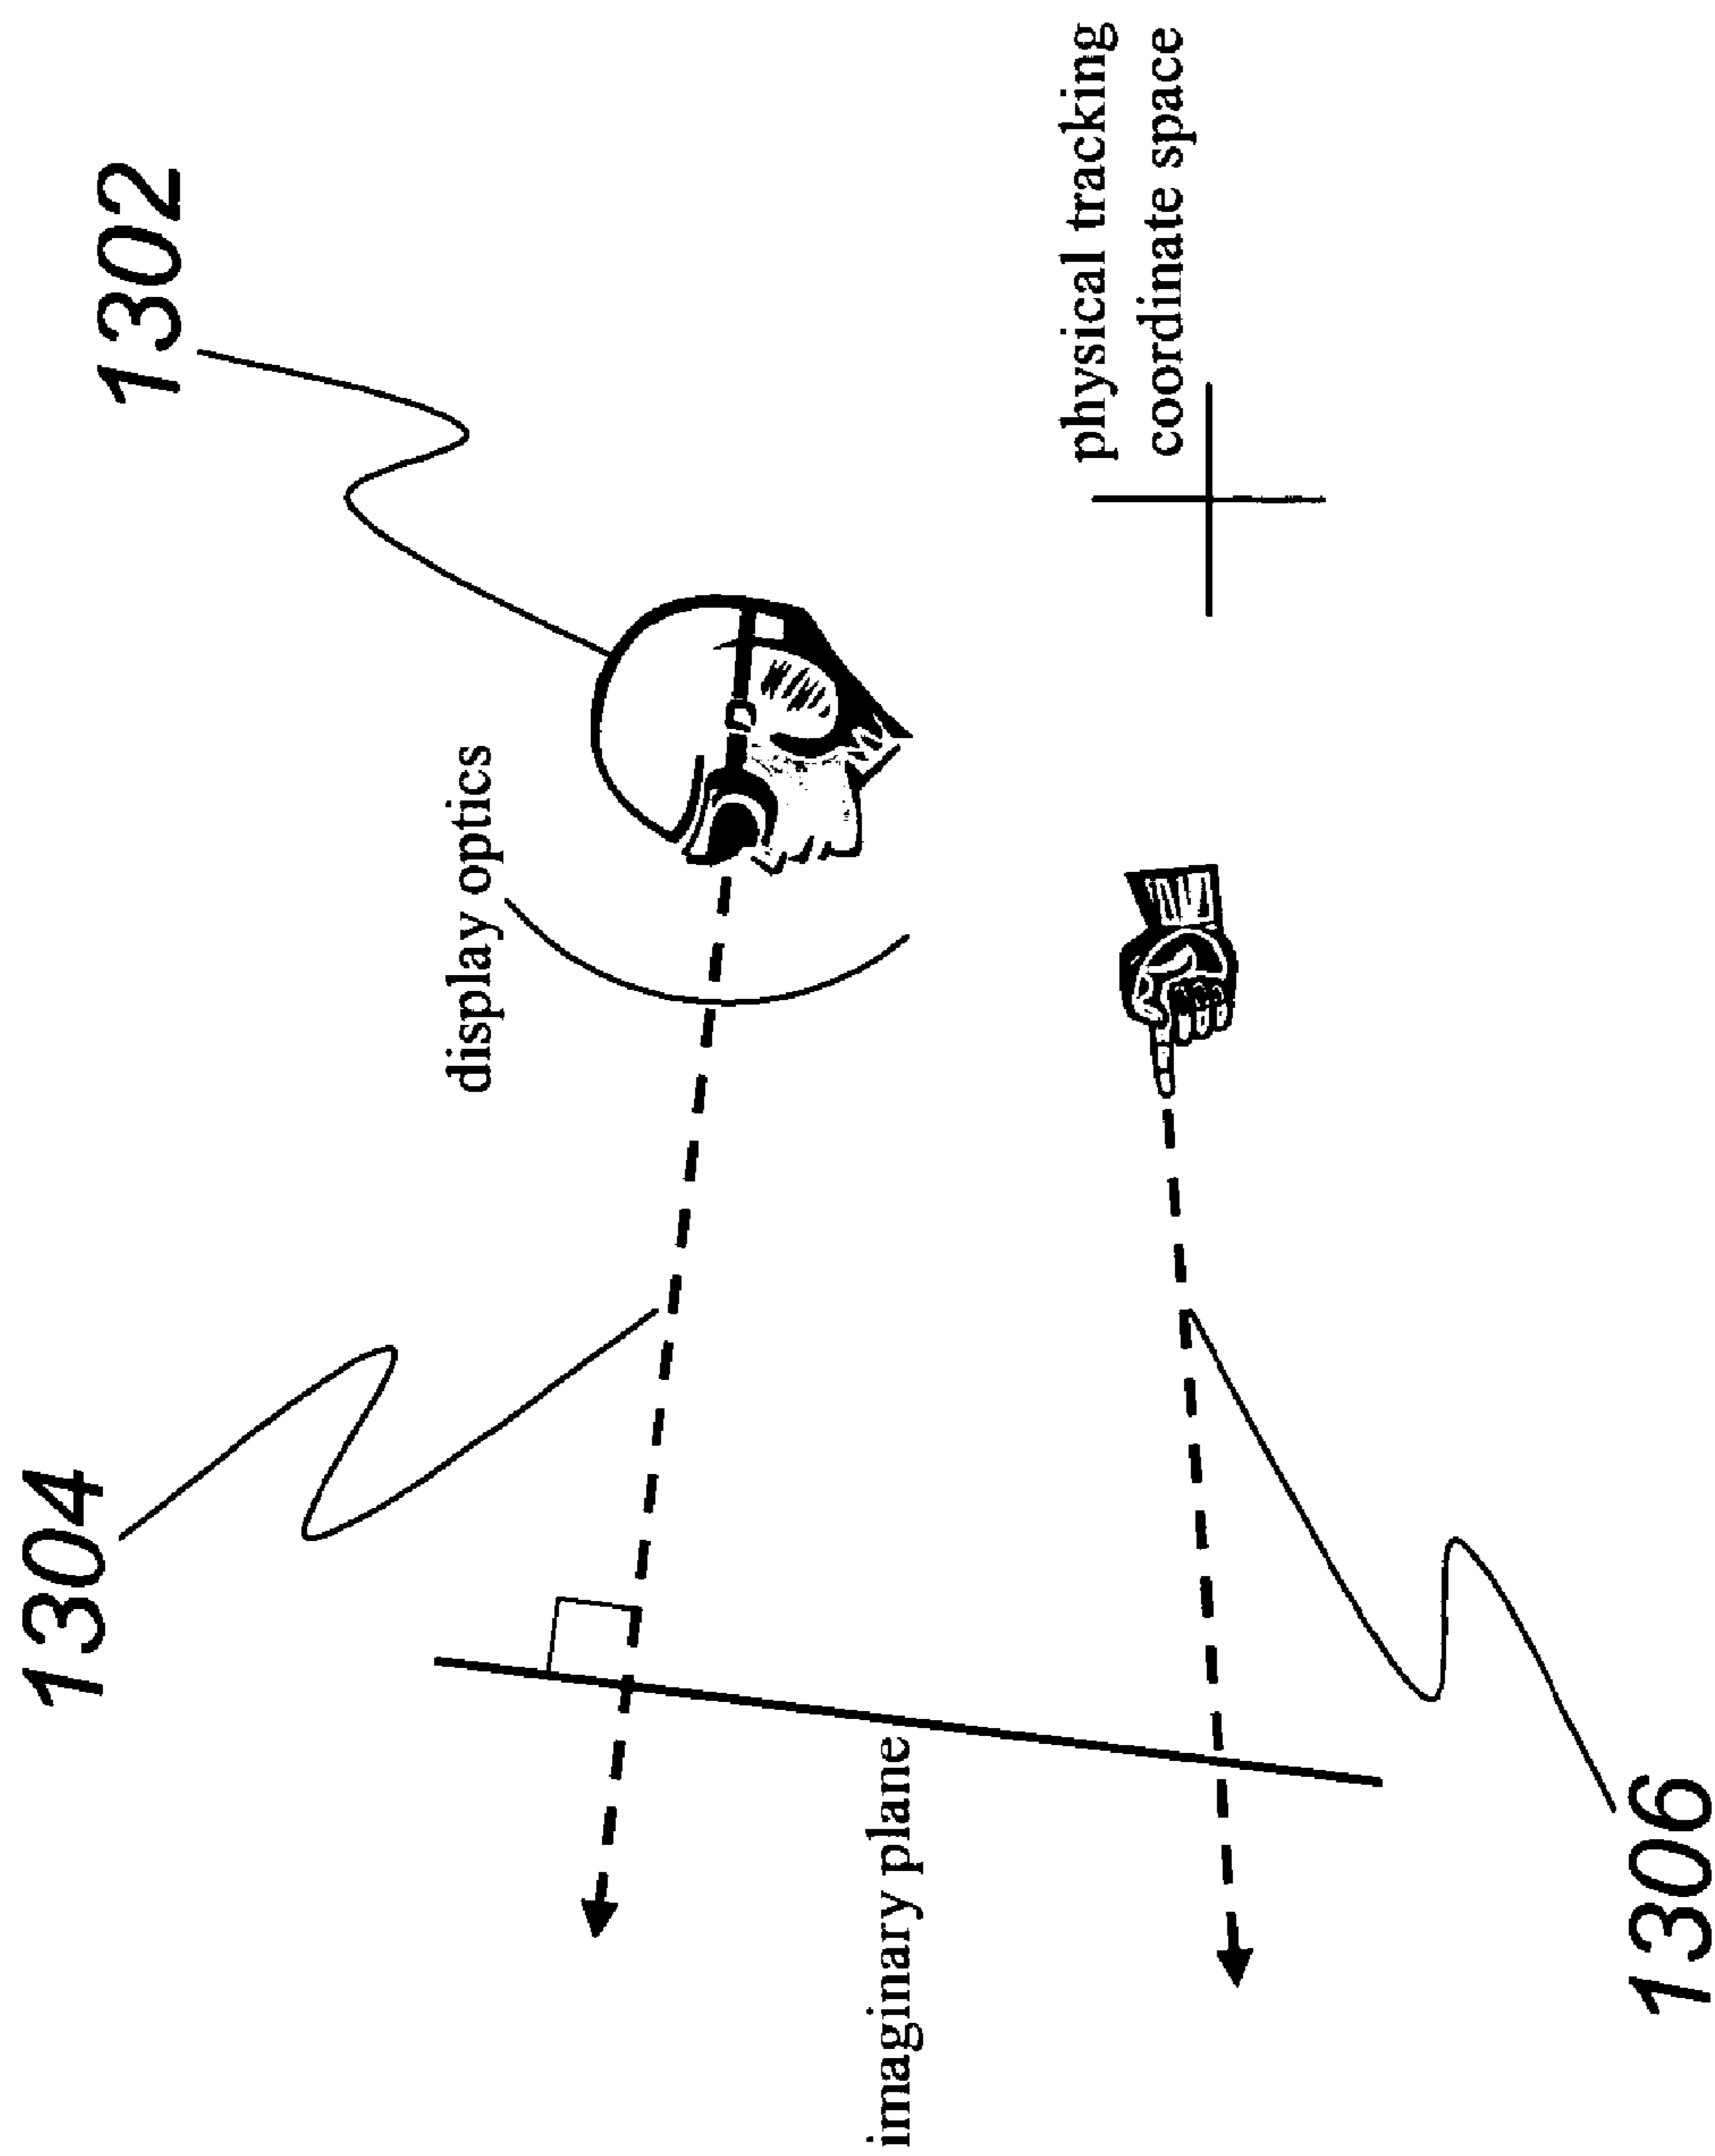 1302
1304
display optics
physical tracking
coordinate space
imaginary plane
1306